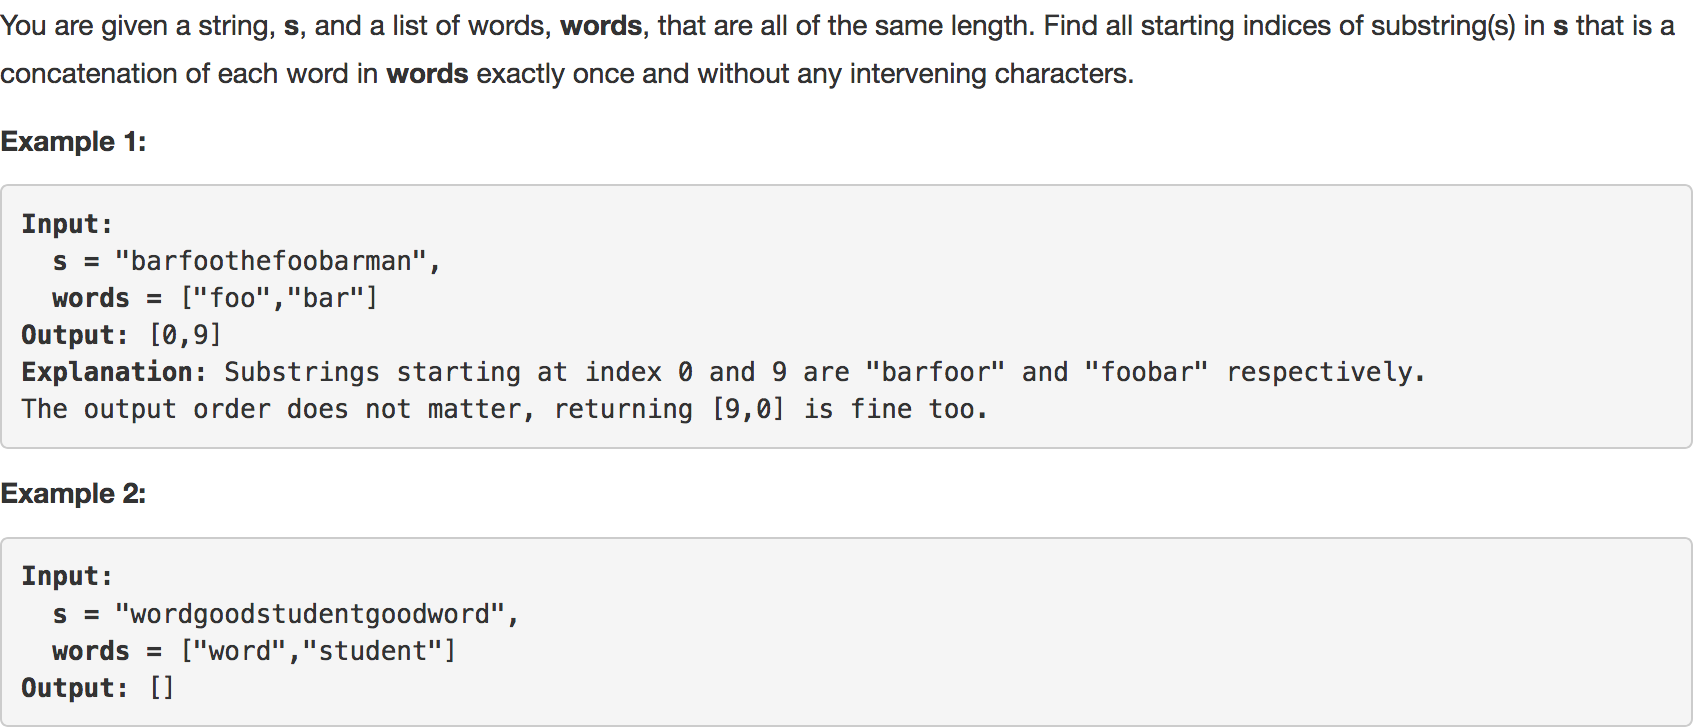 You are given a string, s, and a list of words, words, that are all of the same length. Find all starting indices of substring(s) in s that is a
concatenation of each word in words exactly once and without any intervening characters.
Example 1:
Input:
  s = "barfoothefoobarman",
  words = ["foo","bar"]
Output: [0,9]
Explanation: Substrings starting at index 0 and 9 are "barfoor" and "foobar" respectively.
The output order does not matter, returning [9,0] is fine too.
Example 2:
Input:
  s = "wordgoodstudentgoodword",
  words = ["word","student"]
Output: []